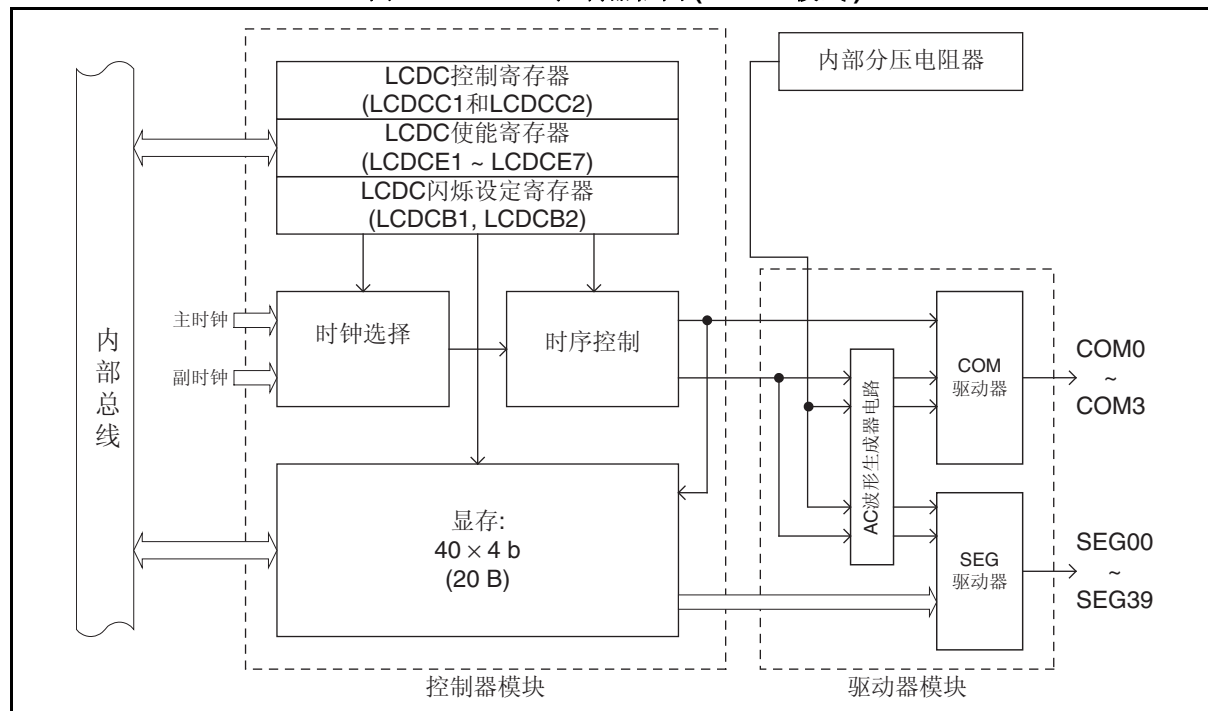 LCDC控制寄存器
(LCDCC1和LCDCC2)
LCDC使能寄存器
(LCDCE1 ~ LCDCE7)
LCDC闪烁设定寄存器
(LCDCB1, LCDCB2)
内部分压电阻器
主时钟
副时钟
时钟选择
时序控制
内部总线
显存:
40 × 4 b
(20 B)
AC波形生成器电路
COM
驱动器
COM0
~
COM3
SEG
驱动器
SEG00
~
SEG39
控制器模块
驱动器模块